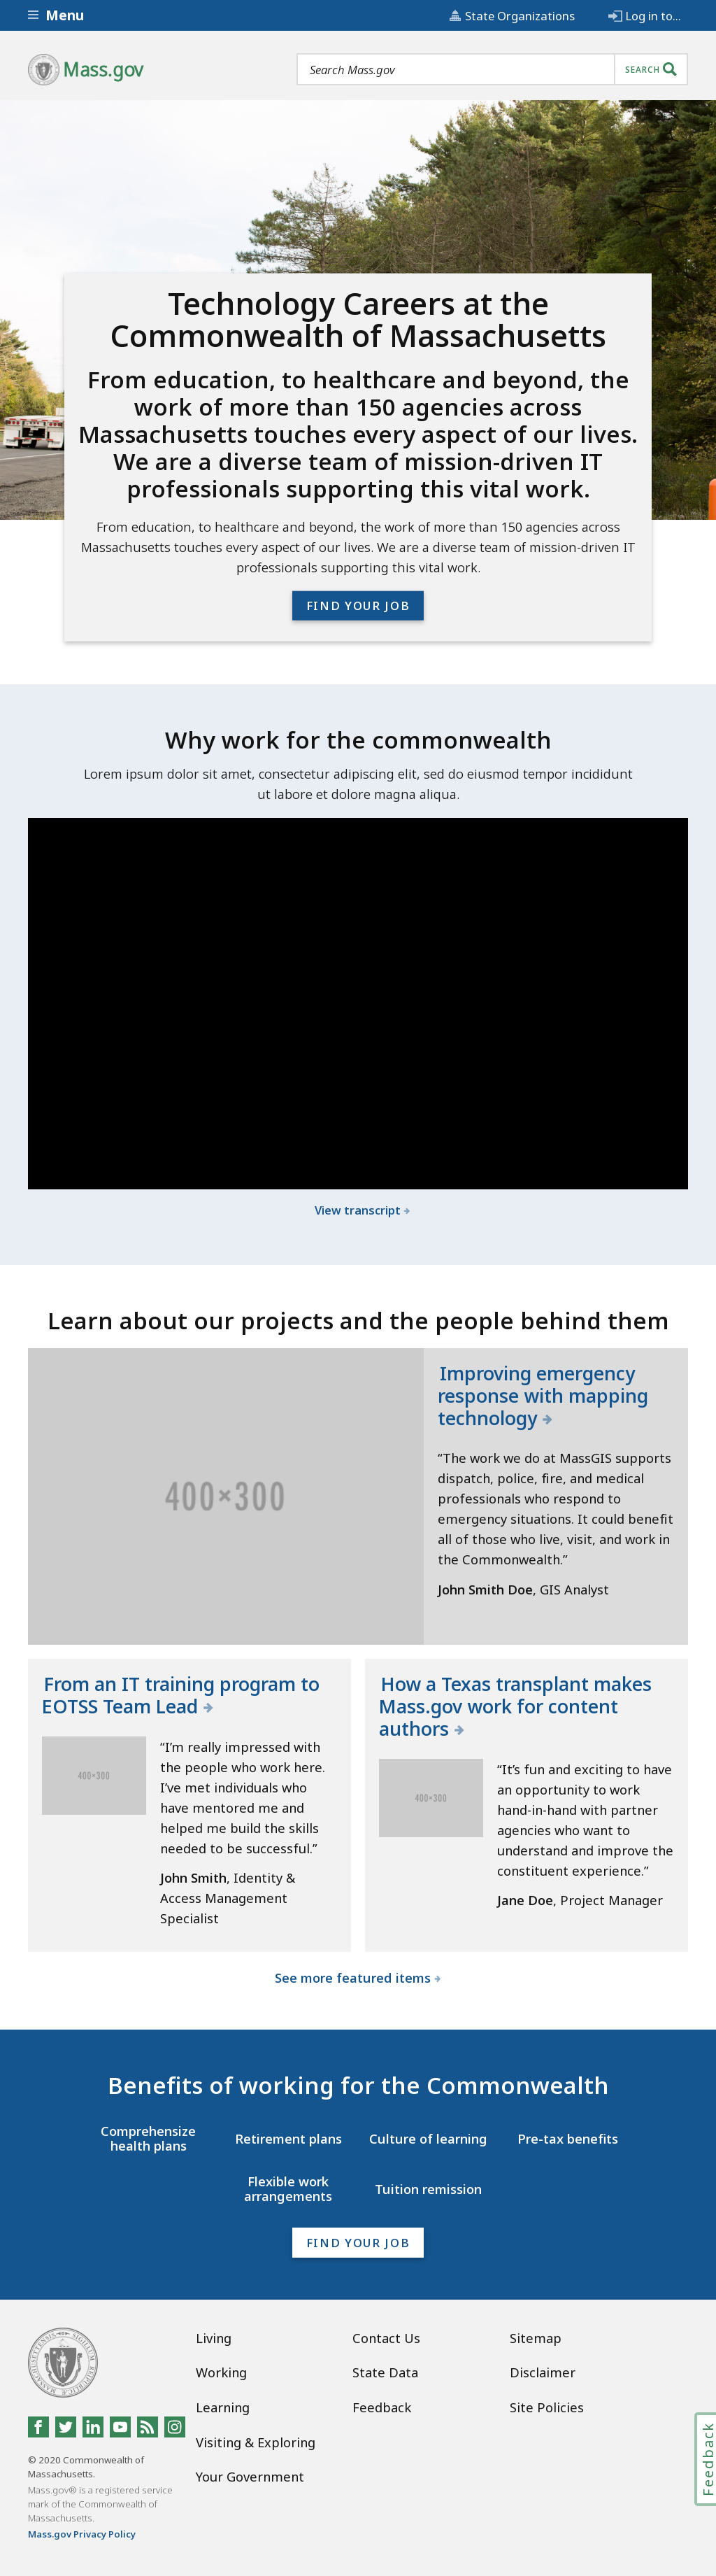 Menu
State Organizations
Log in to...
Mass.gov
Search Mass.gov
SEARCH
Technology Careers at the
Commonwealth of Massachusetts
From education, to healthcare and beyond, the
work of more than 150 agencies across
Massachusetts touches every aspect of our lives.
We are a diverse team of mission-driven IT
professionals supporting this vital work.
From education, to healthcare and beyond, the work of more than 150 agencies across
Massachusetts touches every aspect of our lives. We are a diverse team of mission-driven IT
professionals supporting this vital work.
FIND YOUR JOB
Why work for the commonwealth
Lorem ipsum dolor sit amet, consectetur adipiscing elit, sed do eiusmod tempor incididunt
ut labore et dolore magna aliqua.
View transcript
Learn about our projects and the people behind them
400×300
Improving emergency
response with mapping
technology
“The work we do at MassGIS supports
dispatch, police, fire, and medical
professionals who respond to
emergency situations. It could benefit
all of those who live, visit, and work in
the Commonwealth.”
John Smith Doe, GIS Analyst
From an IT training program to
EOTSS Team Lead
400×300
“I’m really impressed with
the people who work here.
I’ve met individuals who
have mentored me and
helped me build the skills
needed to be successful.”
John Smith, Identity &
Access Management
Specialist
How a Texas transplant makes
Mass.gov work for content
authors
400×300
“It’s fun and exciting to have
an opportunity to work
hand-in-hand with partner
agencies who want to
understand and improve the
constituent experience.”
Jane Doe, Project Manager
See more featured items
Benefits of working for the Commonwealth
Comprehensize
health plans
Retirement plans
Culture of learning
Pre-tax benefits
Flexible work
arrangements
Tuition remission
FIND YOUR JOB
Living
Working
Learning
Visiting & Exploring
Your Government
Contact Us
State Data
Feedback
Sitemap
Disclaimer
Site Policies
© 2020 Commonwealth of
Massachusetts.
Mass.gov® is a registered service
mark of the Commonwealth of
Massachusetts.
Mass.gov Privacy Policy
Feedback